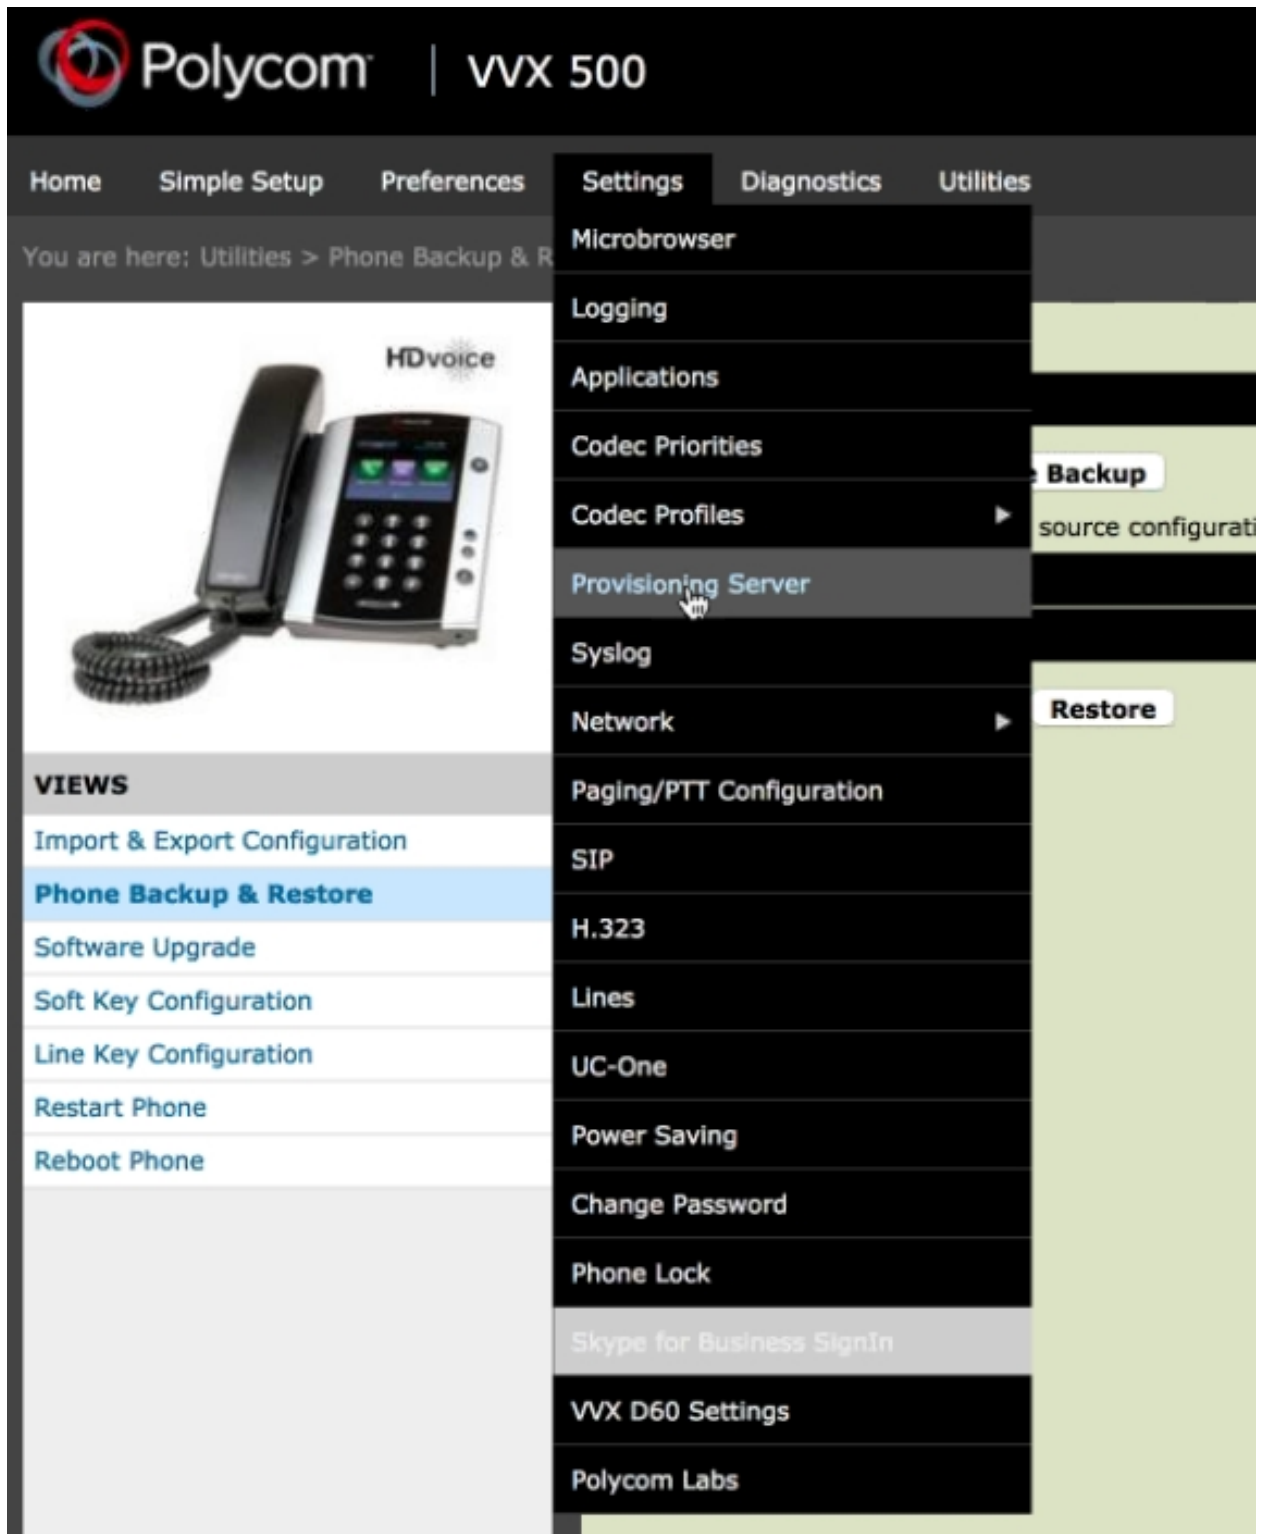 Polycom | VVX 500
Home Simple Setup Preferences Settings Diagnostics Utilities
You are here: Utilities > Phone Backup & R
HDvoice
VIEWS
Import & Export Configuration
Phone Backup & Restore
Software Upgrade
Soft Key Configuration
Line Key Configuration
Restart Phone
Reboot Phone
Microbrowser
Logging
Applications
Codec Priorities
Codec Profiles
Provisioning Server
Syslog
Network
Paging/PTT Configuration
SIP
H.323
Lines
UC-One
Power Saving
Change Password
Phone Lock
Skype for Business SignIn
VVX D60 Settings
Polycom Labs
Backup
source configurati
Restore